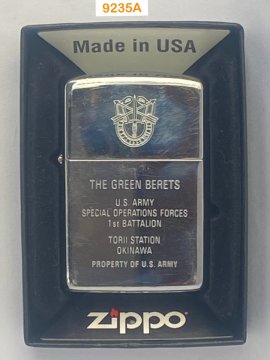 9235A
Made in USA
THE GREEN BERETS
U.S. ARMY
SPECIAL OPERATIONS FORCES
1st BATTALION
TORII STATION
OKINAWA
PROPERTY OF U.S. ARMY
zippo